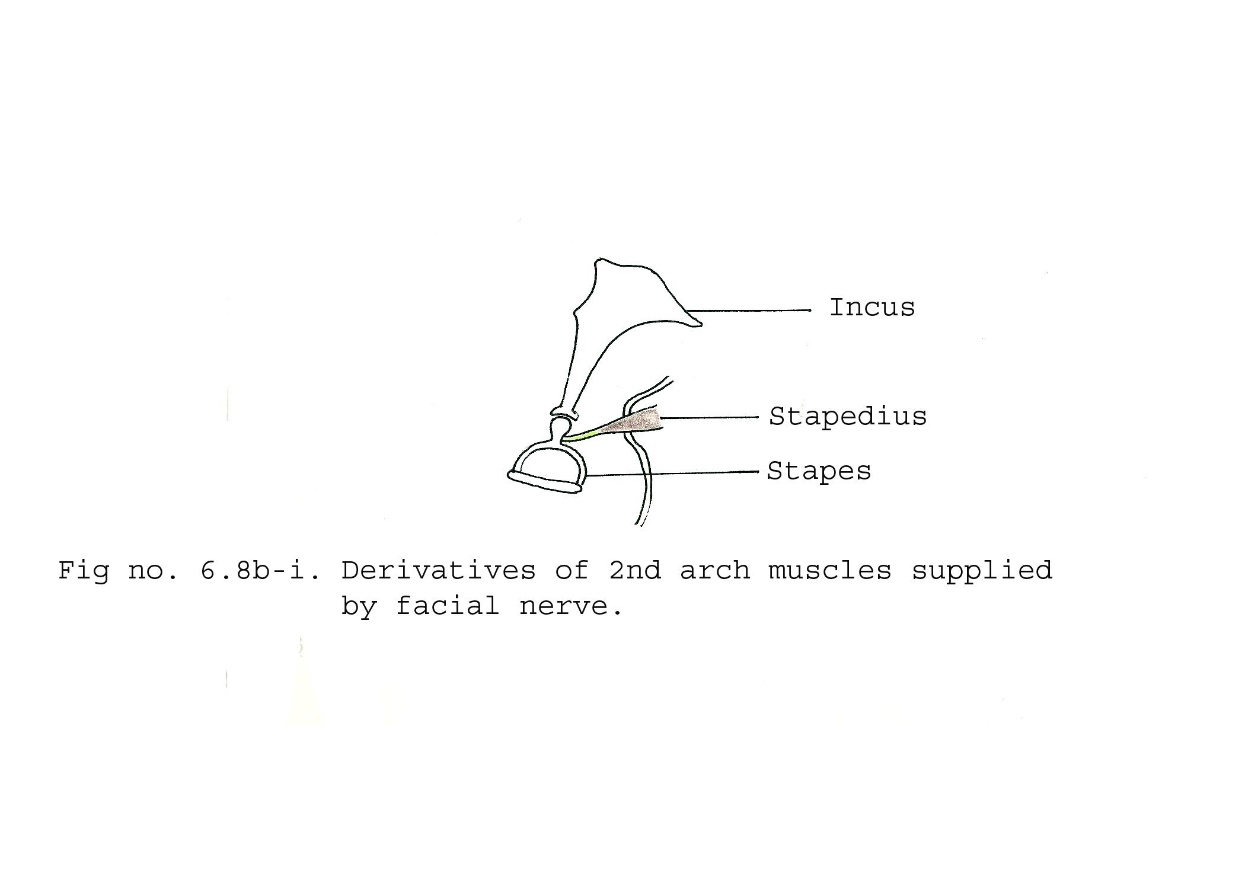 Incus
Stapedius
Stapes
Fig no. 6.8b-i. Derivatives of 2nd arch muscles supplied
by facial nerve.